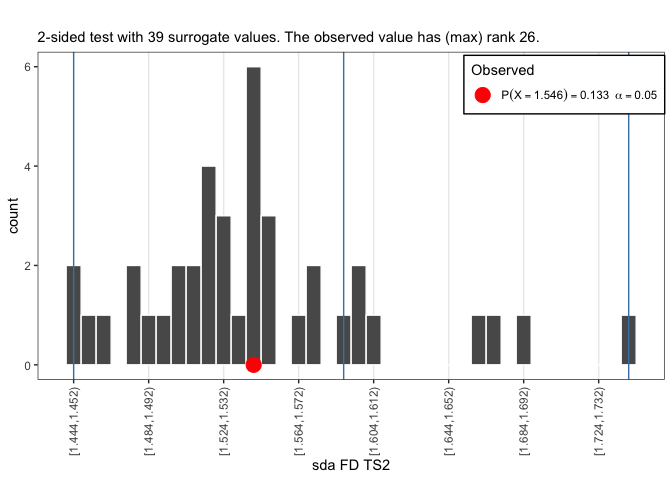 2-sided test with 39 surrogate values. The observed value has (max) rank 26.
Observed
P(X = 1.546) = 0.133 α = 0.05
6
4
2
0
count
[1.444,1.452)
[1.484,1.492)
[1.524,1.532)
[1.564,1.572)
[1.604,1.612)
[1.644,1.652)
[1.684,1.692)
[1.724,1.732)
sda FD TS2